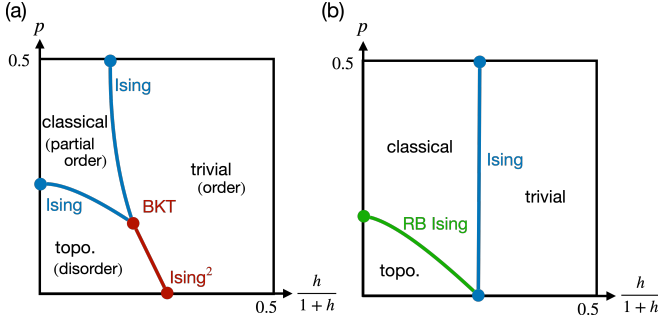 (a)
p
0.5
Ising
classical
(partial
order)
trivial
(order)
Ising
BKT
topo.
(disorder)
Ising²
0.5
h
1 + h
(b)
p
0.5
classical
Ising
trivial
RB Ising
topo.
0.5
h
1 + h